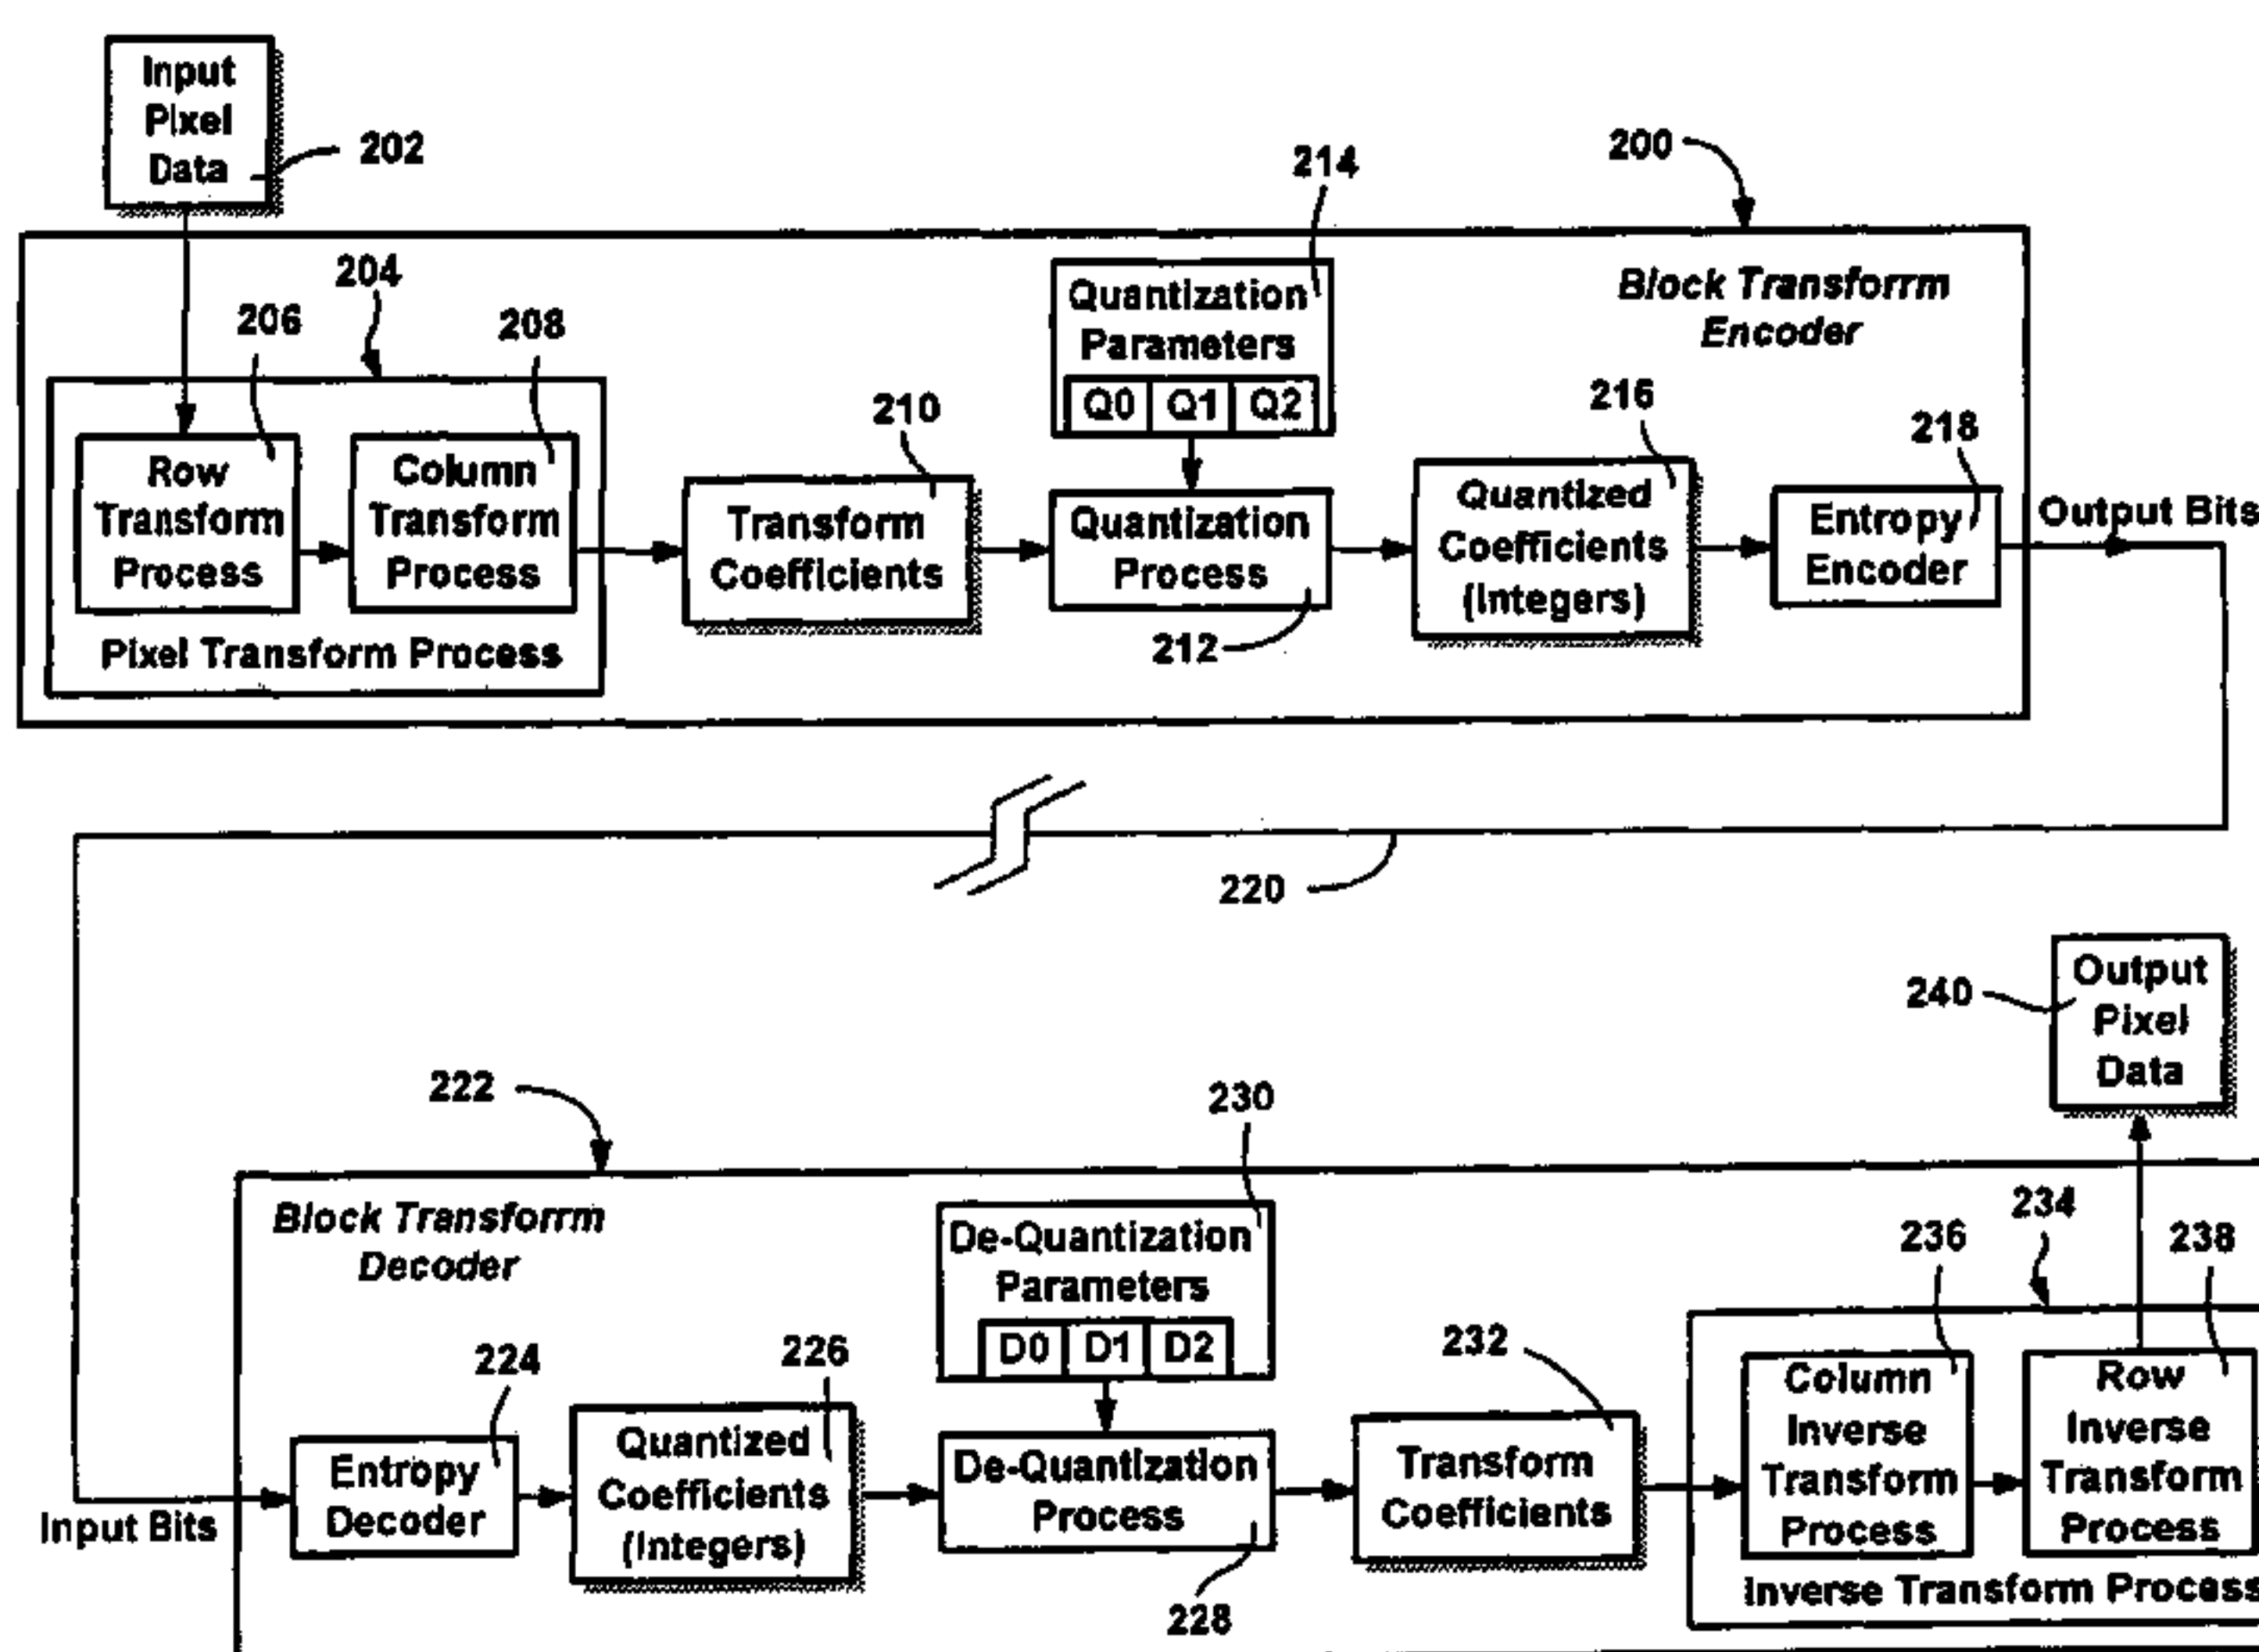 Input
Pixel
Data
202
200
214
204
206
208
Quantization
Parameters
Q0 Q1 Q2
Block Transforrm
Encoder
210
216
218
Row
Transform
Process
Column
Transform
Process
Pixel Transform Process
Transform
Coefficients
Quantization
Process
212
Quantized
Coefficients
(Integers)
Entropy
Encoder
Output Bits
220
240
Output
Pixel
Data
222
230
Block Transforrm
Decoder
De-Quantization
Parameters
D0 D1 D2
234
236
238
224
226
232
Input Bits
Entropy
Decoder
Quantized
Coefficients
(Integers)
De-Quantization
Process
228
Transform
Coefficients
Column
Inverse
Transform
Process
Row
Inverse
Transform
Process
Inverse Transform Process